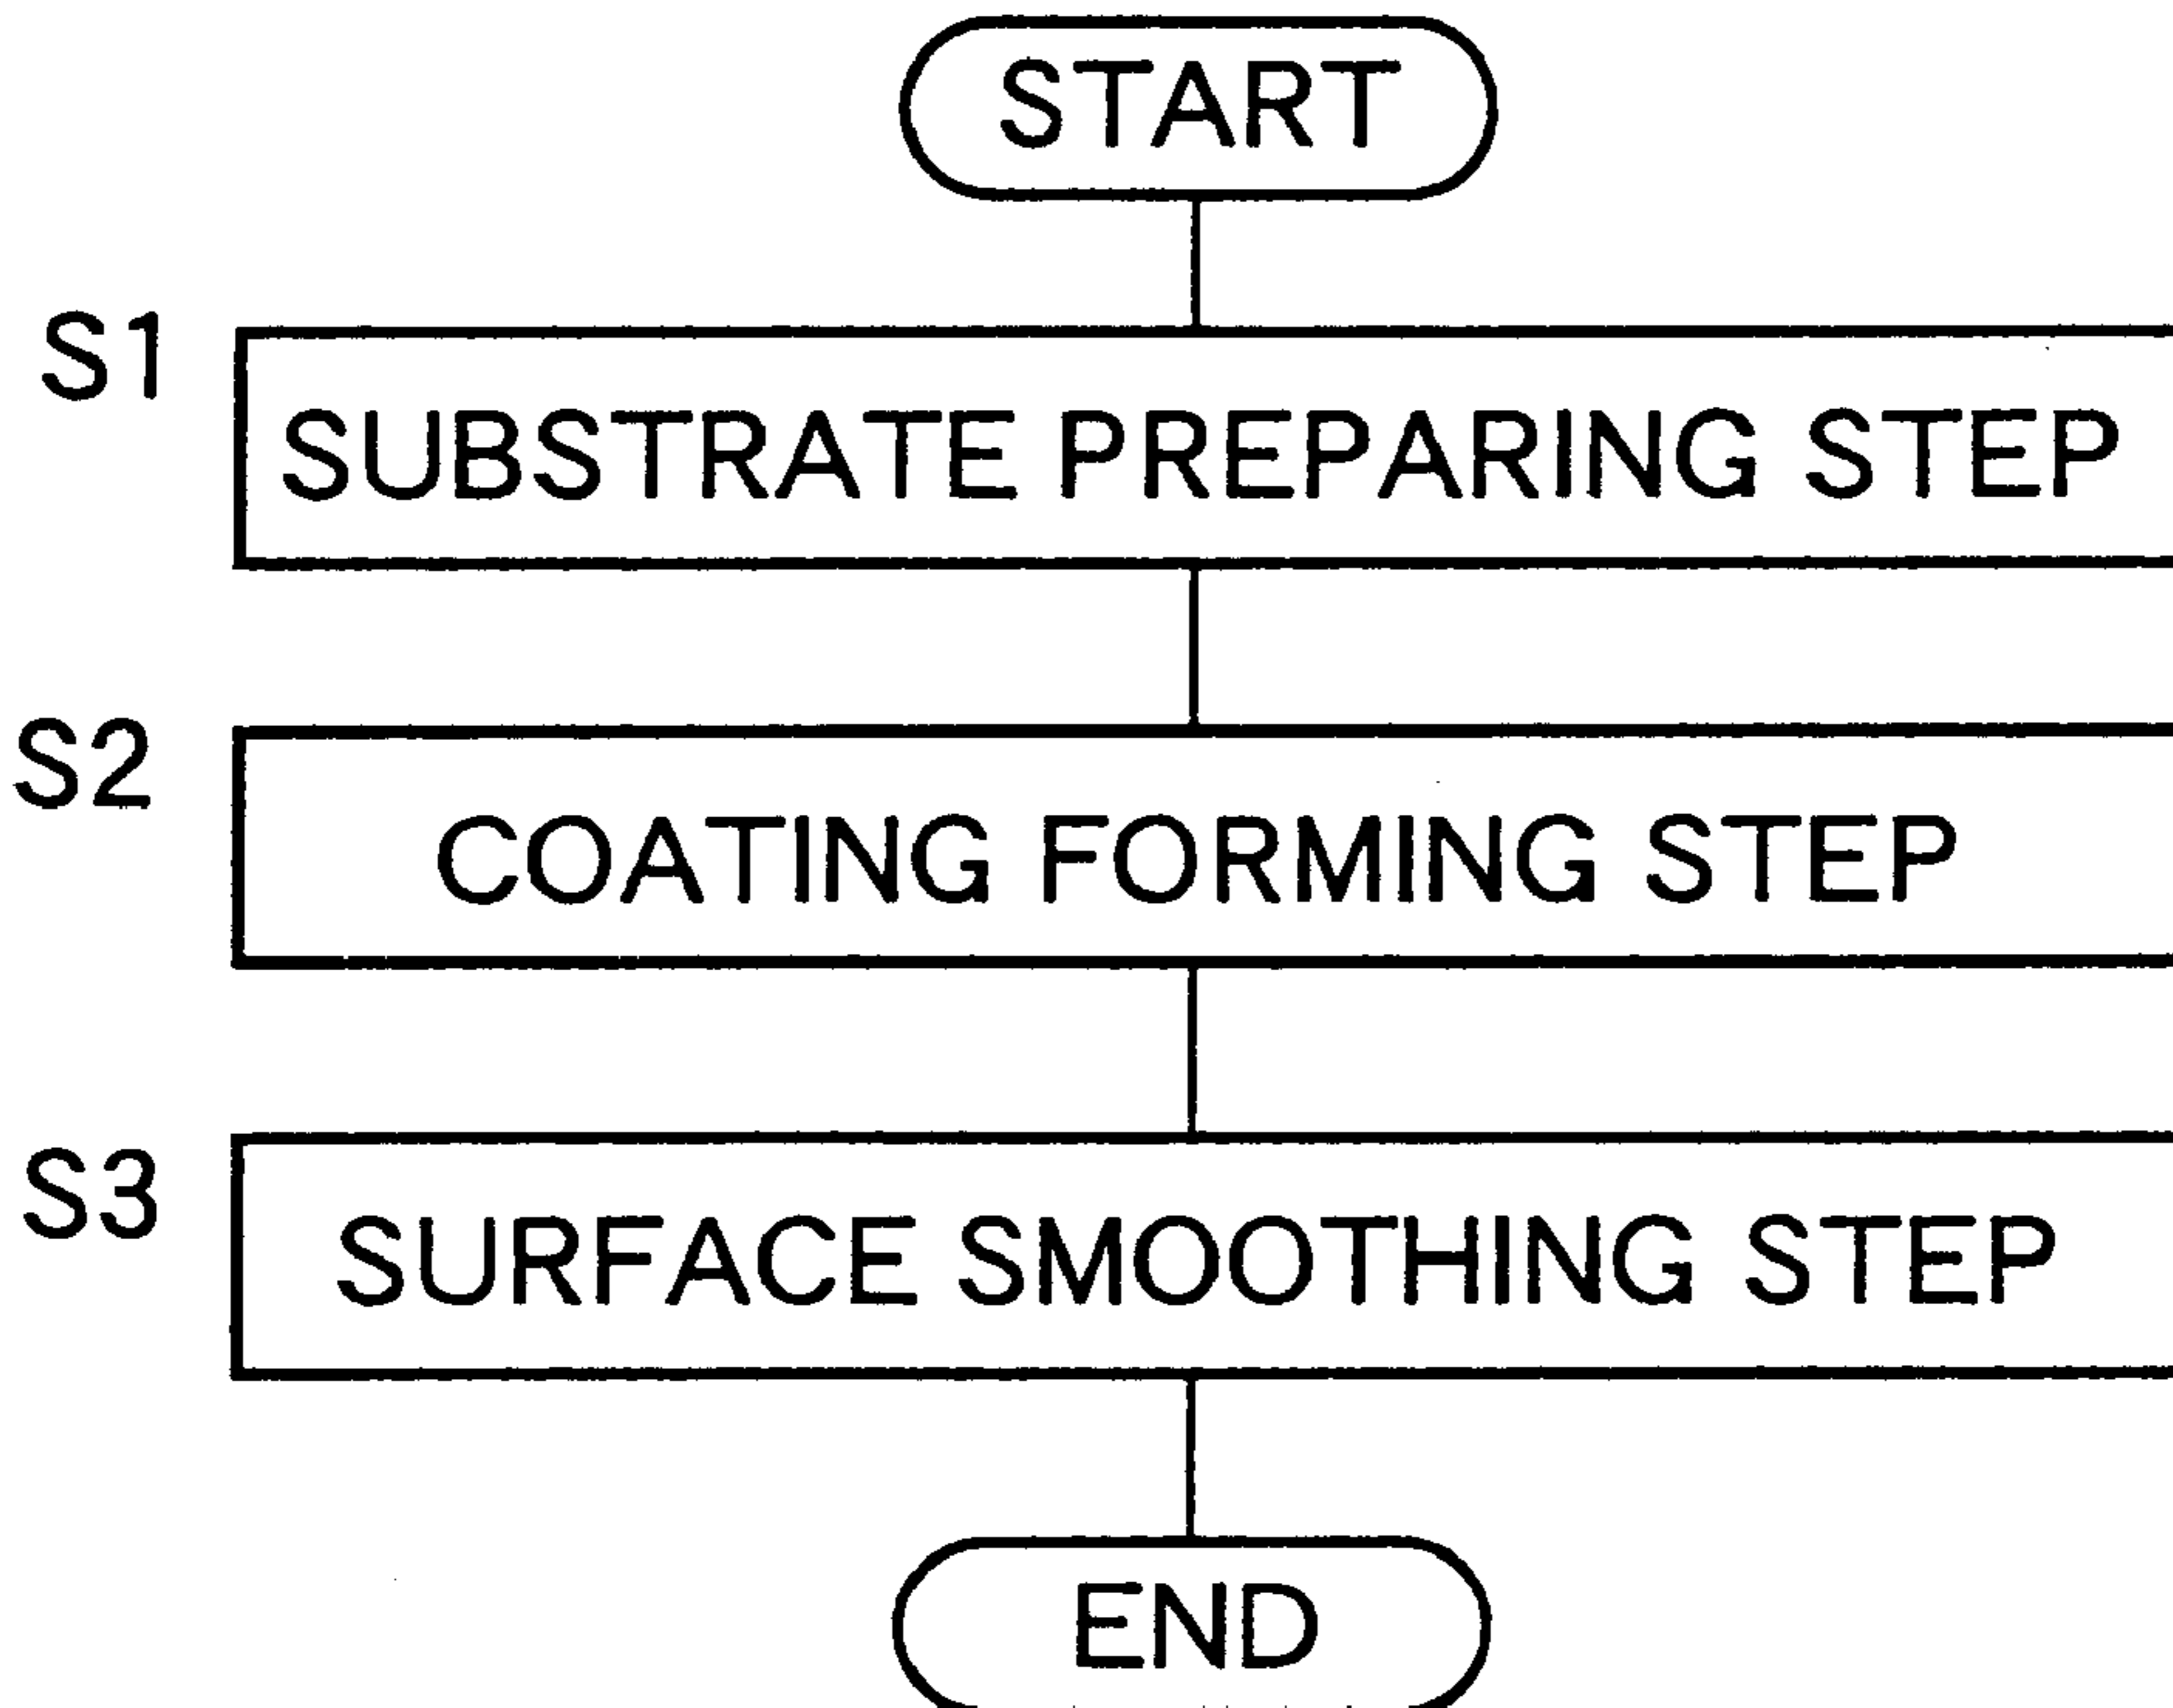 START
S1
SUBSTRATE PREPARING STEP
S2
COATING FORMING STEP
S3
SURFACE SMOOTHING STEP
END